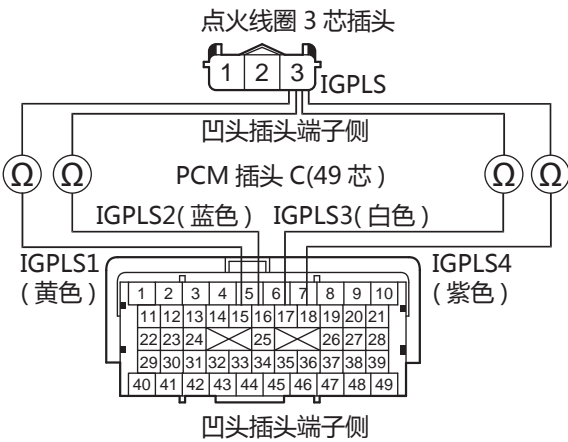 点火线圈 3 芯插头
1 2 3
IGPLS
凹头插头端子侧
Ω Ω Ω Ω
PCM 插头 C(49 芯 )
IGPLS2( 蓝色 ) IGPLS3( 白色 )
IGPLS1
( 黄色 )
IGPLS4
( 紫色 )
1 2 3 4 5 6 7 8 9 10
11 12 13 14 15 16 17 18 19 20 21
22 23 24 25 26 27 28
29 30 31 32 33 34 35 36 37 38 39
40 41 42 43 44 45 46 47 48 49
凹头插头端子侧